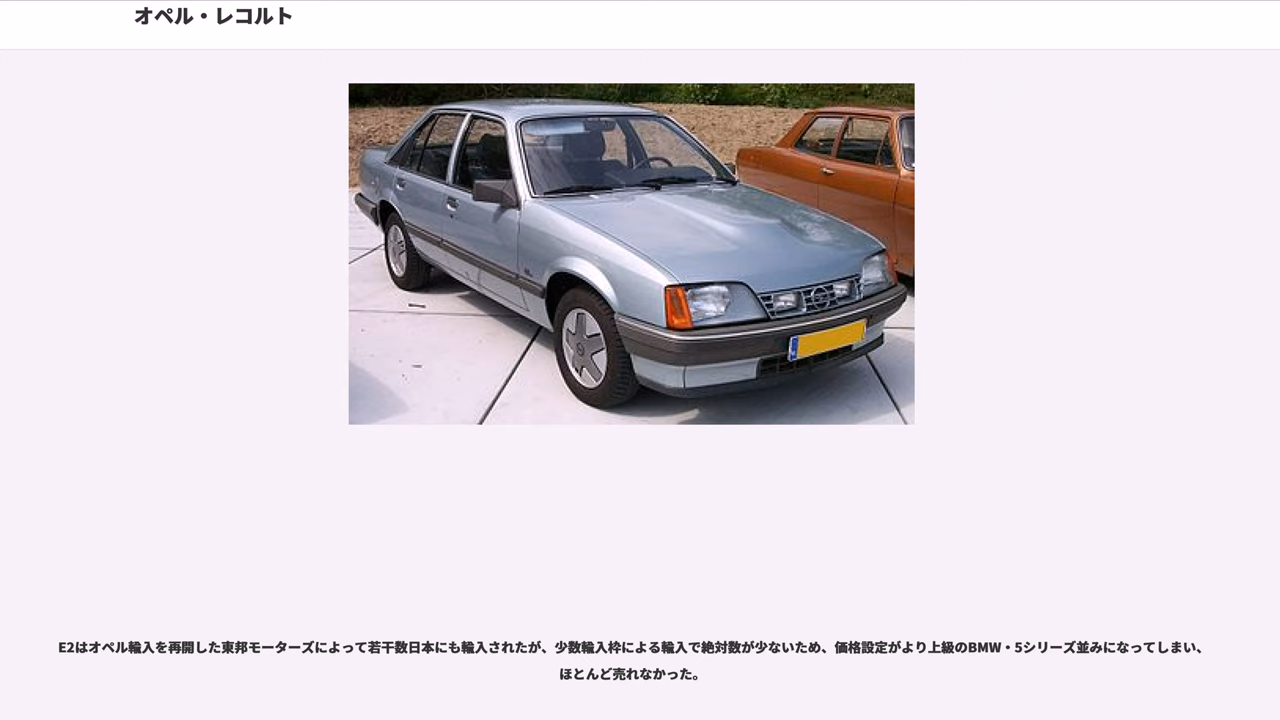 オペル・レコルト
E2はオペル輸入を再開した東邦モーターズによって若干数日本にも輸入されたが、少数輸入枠による輸入で絶対数が少ないため、価格設定がより上級のBMW・5シリーズ並みになってしまい、
ほとんど売れなかった。